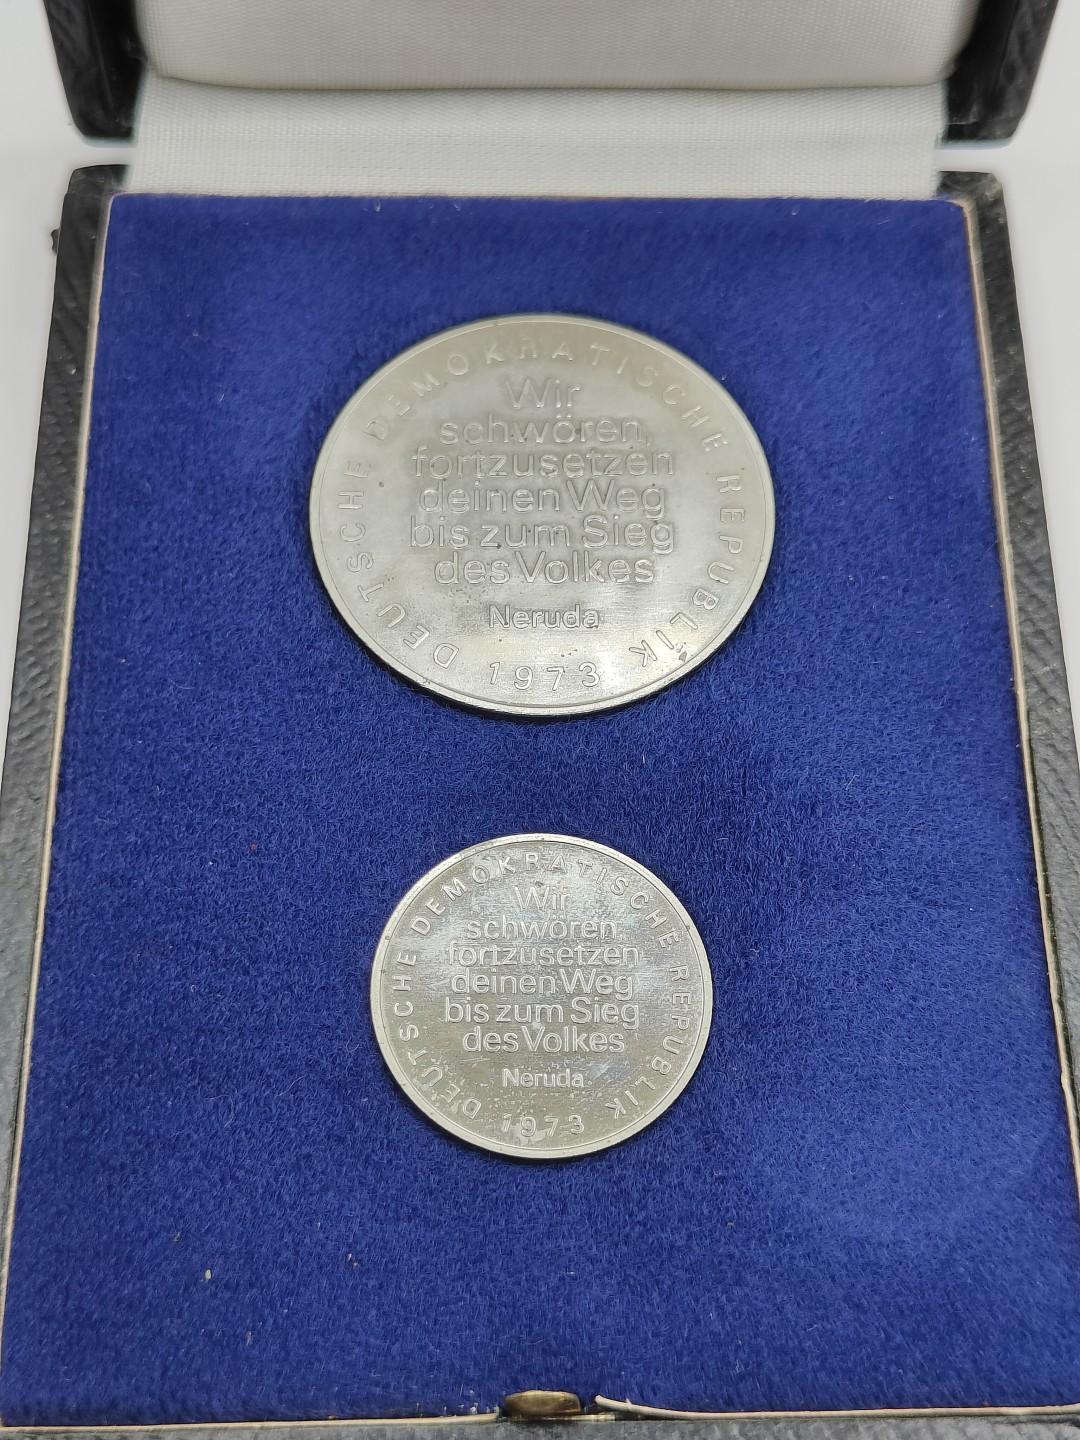 DEUTSCHE DEMOKRATISCHE REPUBLIK
Wir
schwören,
fortzusetzen
deinen Weg
bis zum Sieg
des Volkes
Neruda
1973
DEUTSCHE DEMOKRATISCHE REPUBLIK
Wir
schwören,
fortzusetzen
deinen Weg
bis zum Sieg
des Volkes
Neruda
1973